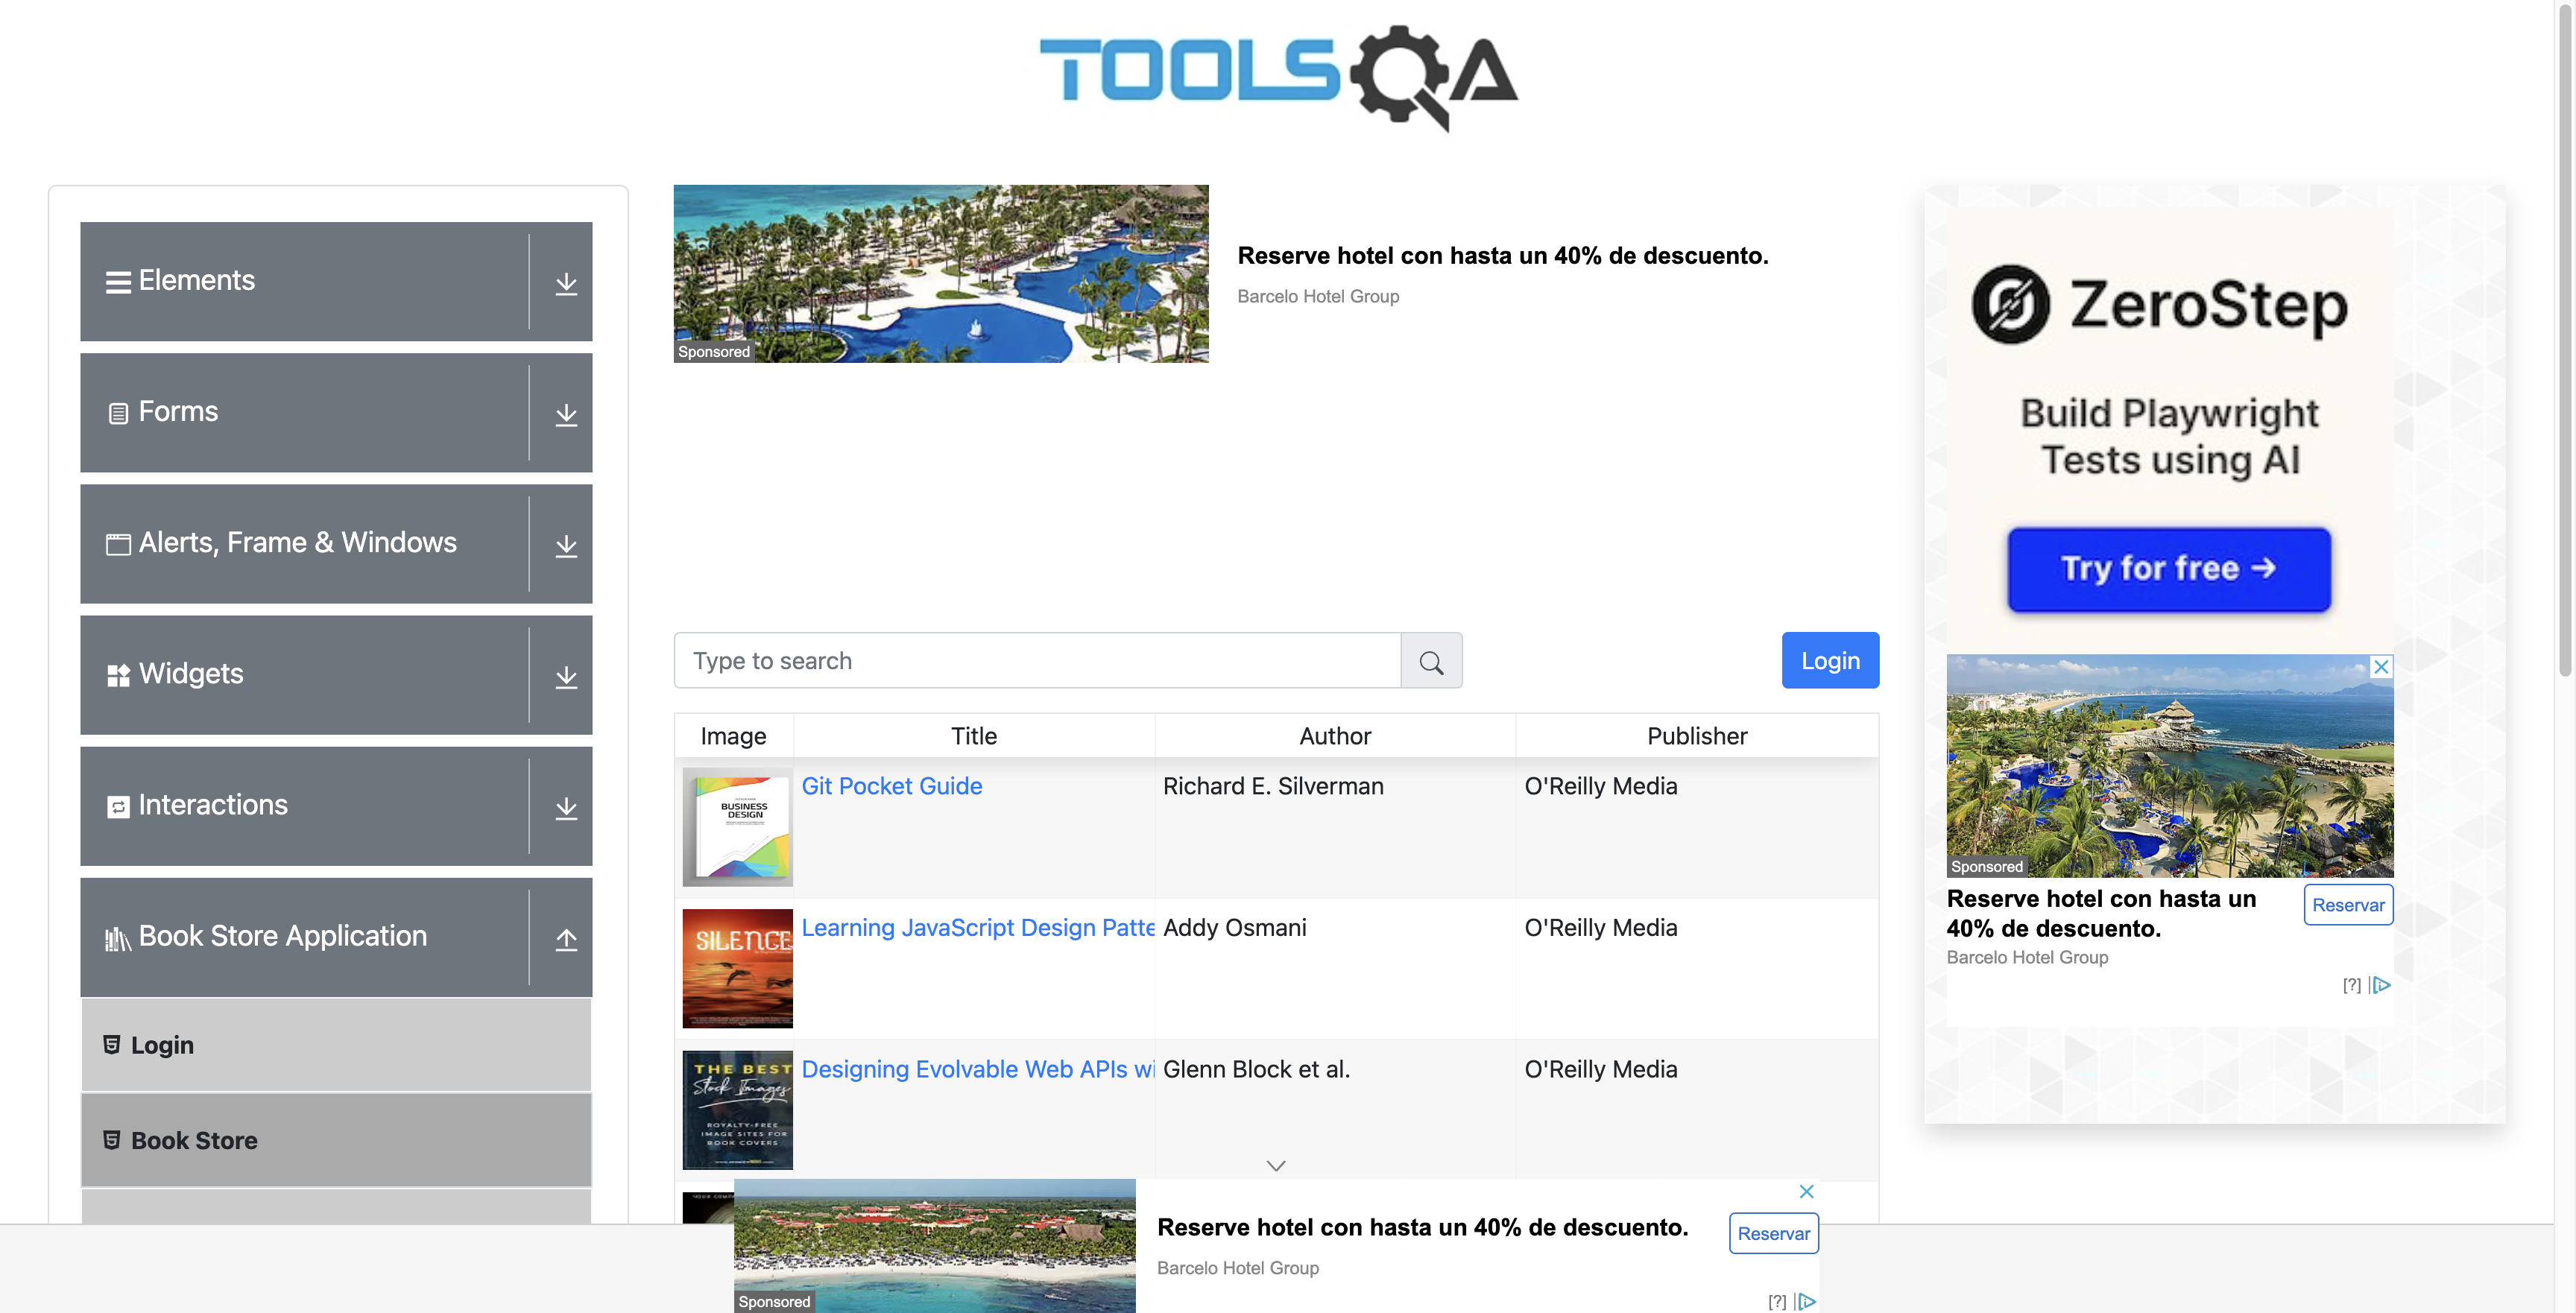 TOOLSQA
Elements
Forms
Alerts, Frame & Windows
Widgets
Interactions
Book Store Application
Login
Book Store
Sponsored
Reserve hotel con hasta un 40% de descuento.
Barcelo Hotel Group
Type to search
Login
Image Title Author Publisher
BUSINESS
DESIGN
Git Pocket Guide Richard E. Silverman O'Reilly Media
SILENCE
Learning JavaScript Design Patte Addy Osmani O'Reilly Media
THE BEST
Stock Images
ROYALTY-FREE
IMAGE SITES FOR
BOOK COVERS
Designing Evolvable Web APIs wi Glenn Block et al. O'Reilly Media
Sponsored
Reserve hotel con hasta un 40% de descuento.
Barcelo Hotel Group
Reservar
[?]
ZeroStep
Build Playwright
Tests using AI
Try for free →
Sponsored
Reserve hotel con hasta un
40% de descuento.
Barcelo Hotel Group
Reservar
[?]